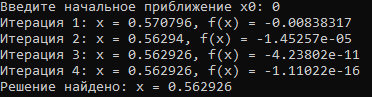 Введите начальное приближение x0: 0
Итерация 1: x = 0.570796, f(x) = -0.00838317
Итерация 2: x = 0.56294, f(x) = -1.45257e-05
Итерация 3: x = 0.562926, f(x) = -4.23802e-11
Итерация 4: x = 0.562926, f(x) = -1.11022e-16
Решение найдено: x = 0.562926